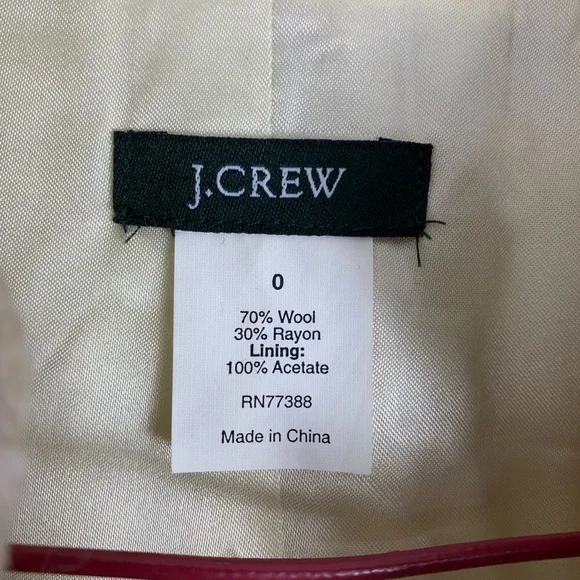 J.CREW
0
70% Wool
30% Rayon
Lining:
100% Acetate
RN77388
Made in China